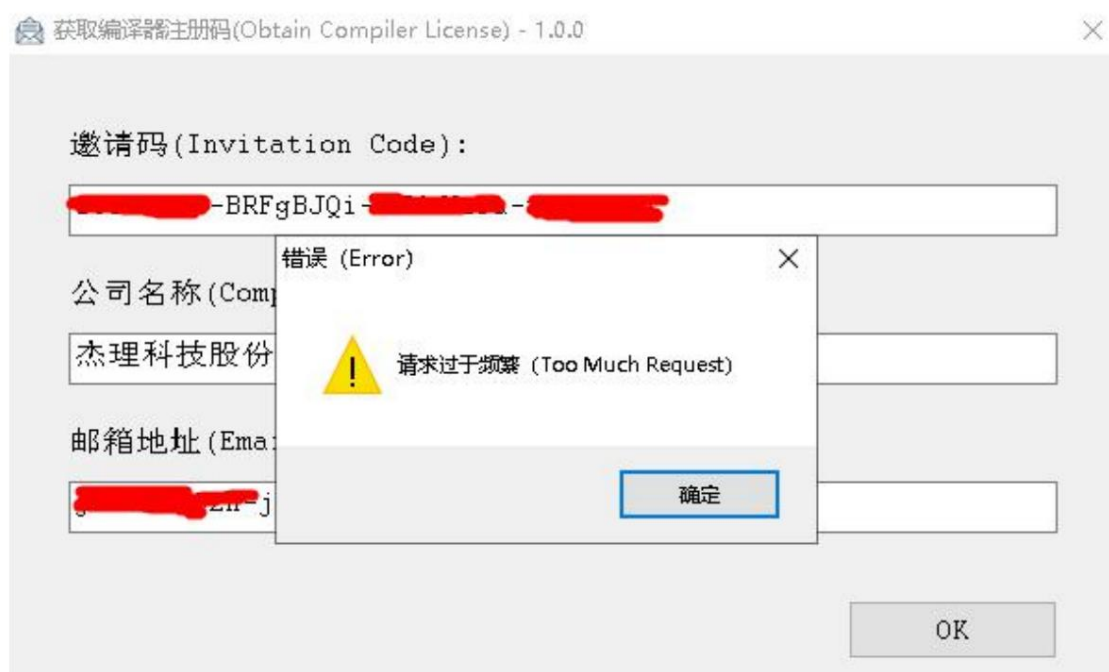 获取编译器注册码(Obtain Compiler License) - 1.0.0
邀请码(Invitation Code):
-BRFgBJQi-
错误 (Error)
公司名称(Com
杰理科技股份
请求过于频繁 (Too Much Request)
邮箱地址(Ema
确定
OK